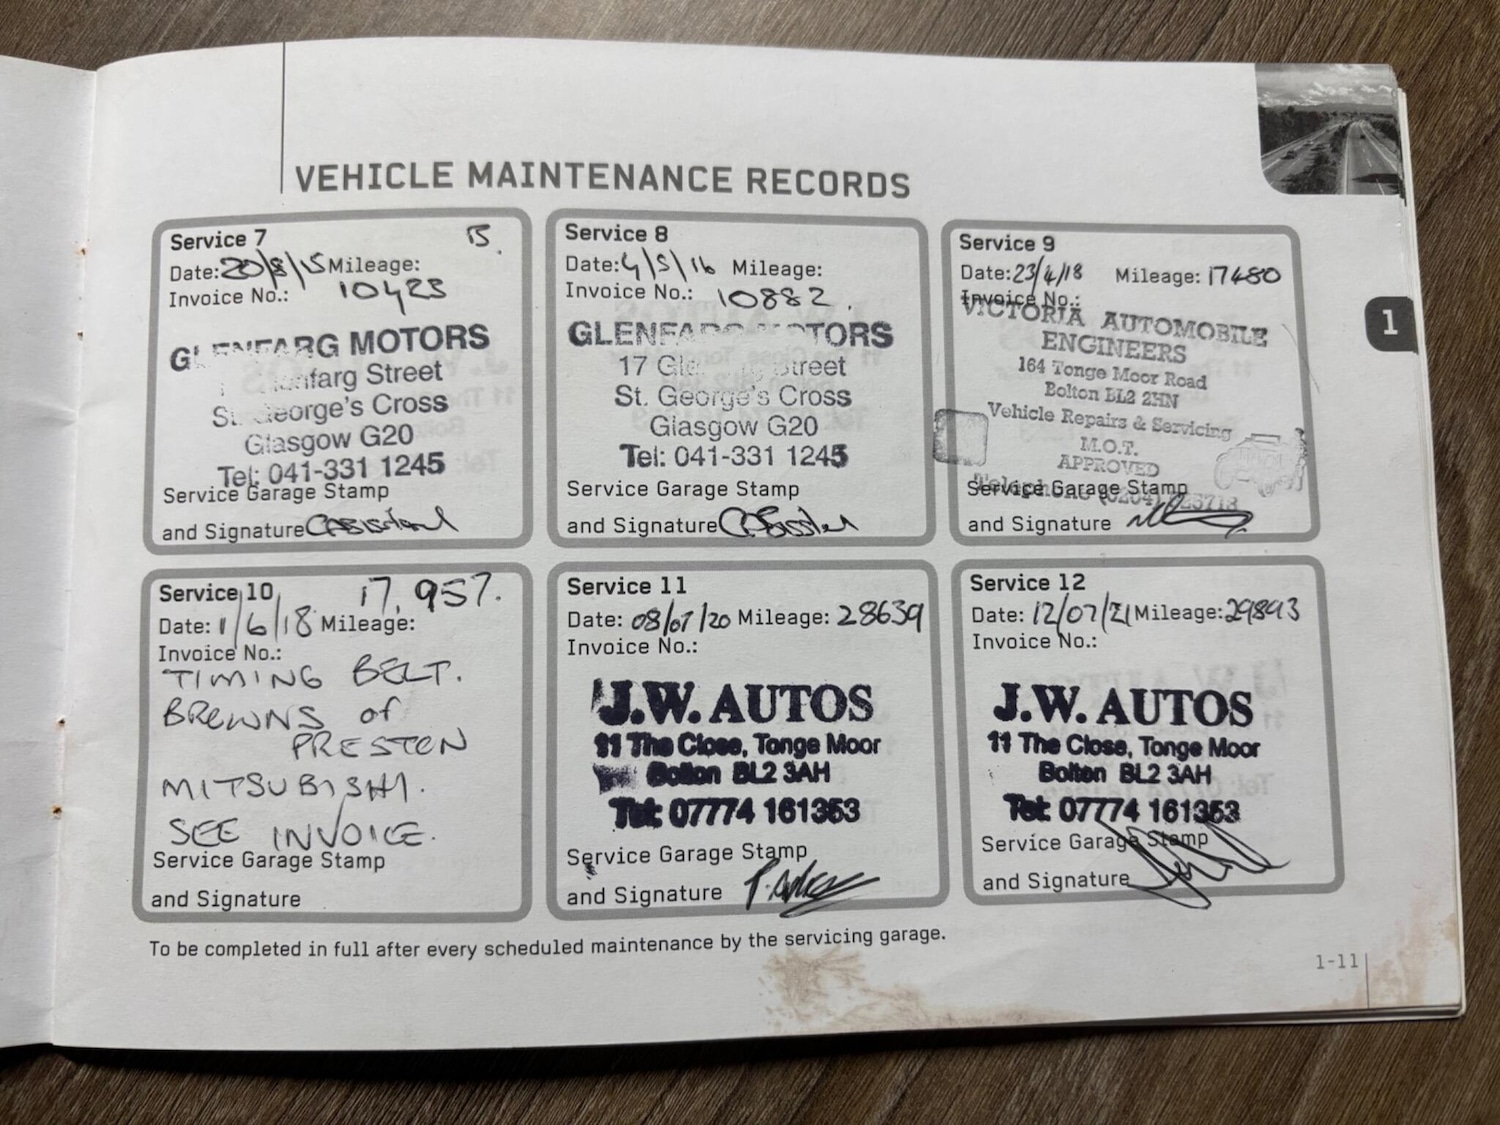 VEHICLE MAINTENANCE RECORDS
Service 7
Date: 20/8/15 Mileage:
Invoice No.: 10423
GLENFARG MOTORS
Glenfarg Street
St. George's Cross
Glasgow G20
Tel: 041-331 1245
Service Garage Stamp
and Signature
Service 8
Date: 4/5/16 Mileage:
Invoice No.: 10882.
GLENFARG MOTORS
17 Glenfarg Street
St. George's Cross
Glasgow G20
Tel: 041-331 1245
Service Garage Stamp
and Signature
Service 9
Date: 23/4/18 Mileage: 17480
Invoice No.:
VICTORIA AUTOMOBILE
ENGINEERS
164 Tonge Moor Road
Bolton BL2 2HN
Vehicle Repairs & Servicing
M.O.T.
APPROVED
Telephone (0204)
Service Garage Stamp
and Signature
Service 10 17,957.
Date: 1/6/18 Mileage:
Invoice No.:
TIMING BELT.
BROWNS of
PRESTON
MITSUBISHI.
SEE INVOICE.
Service Garage Stamp
and Signature
Service 11
Date: 08/07/20 Mileage: 28639
Invoice No.:
J.W. AUTOS
11 The Close, Tonge Moor
Bolton BL2 3AH
Tel: 07774 161353
Service Garage Stamp
and Signature
Service 12
Date: 12/07/21 Mileage: 29893
Invoice No.:
J.W. AUTOS
11 The Close, Tonge Moor
Bolton BL2 3AH
Tel: 07774 161353
Service Garage Stamp
and Signature
To be completed in full after every scheduled maintenance by the servicing garage.
1-11
1